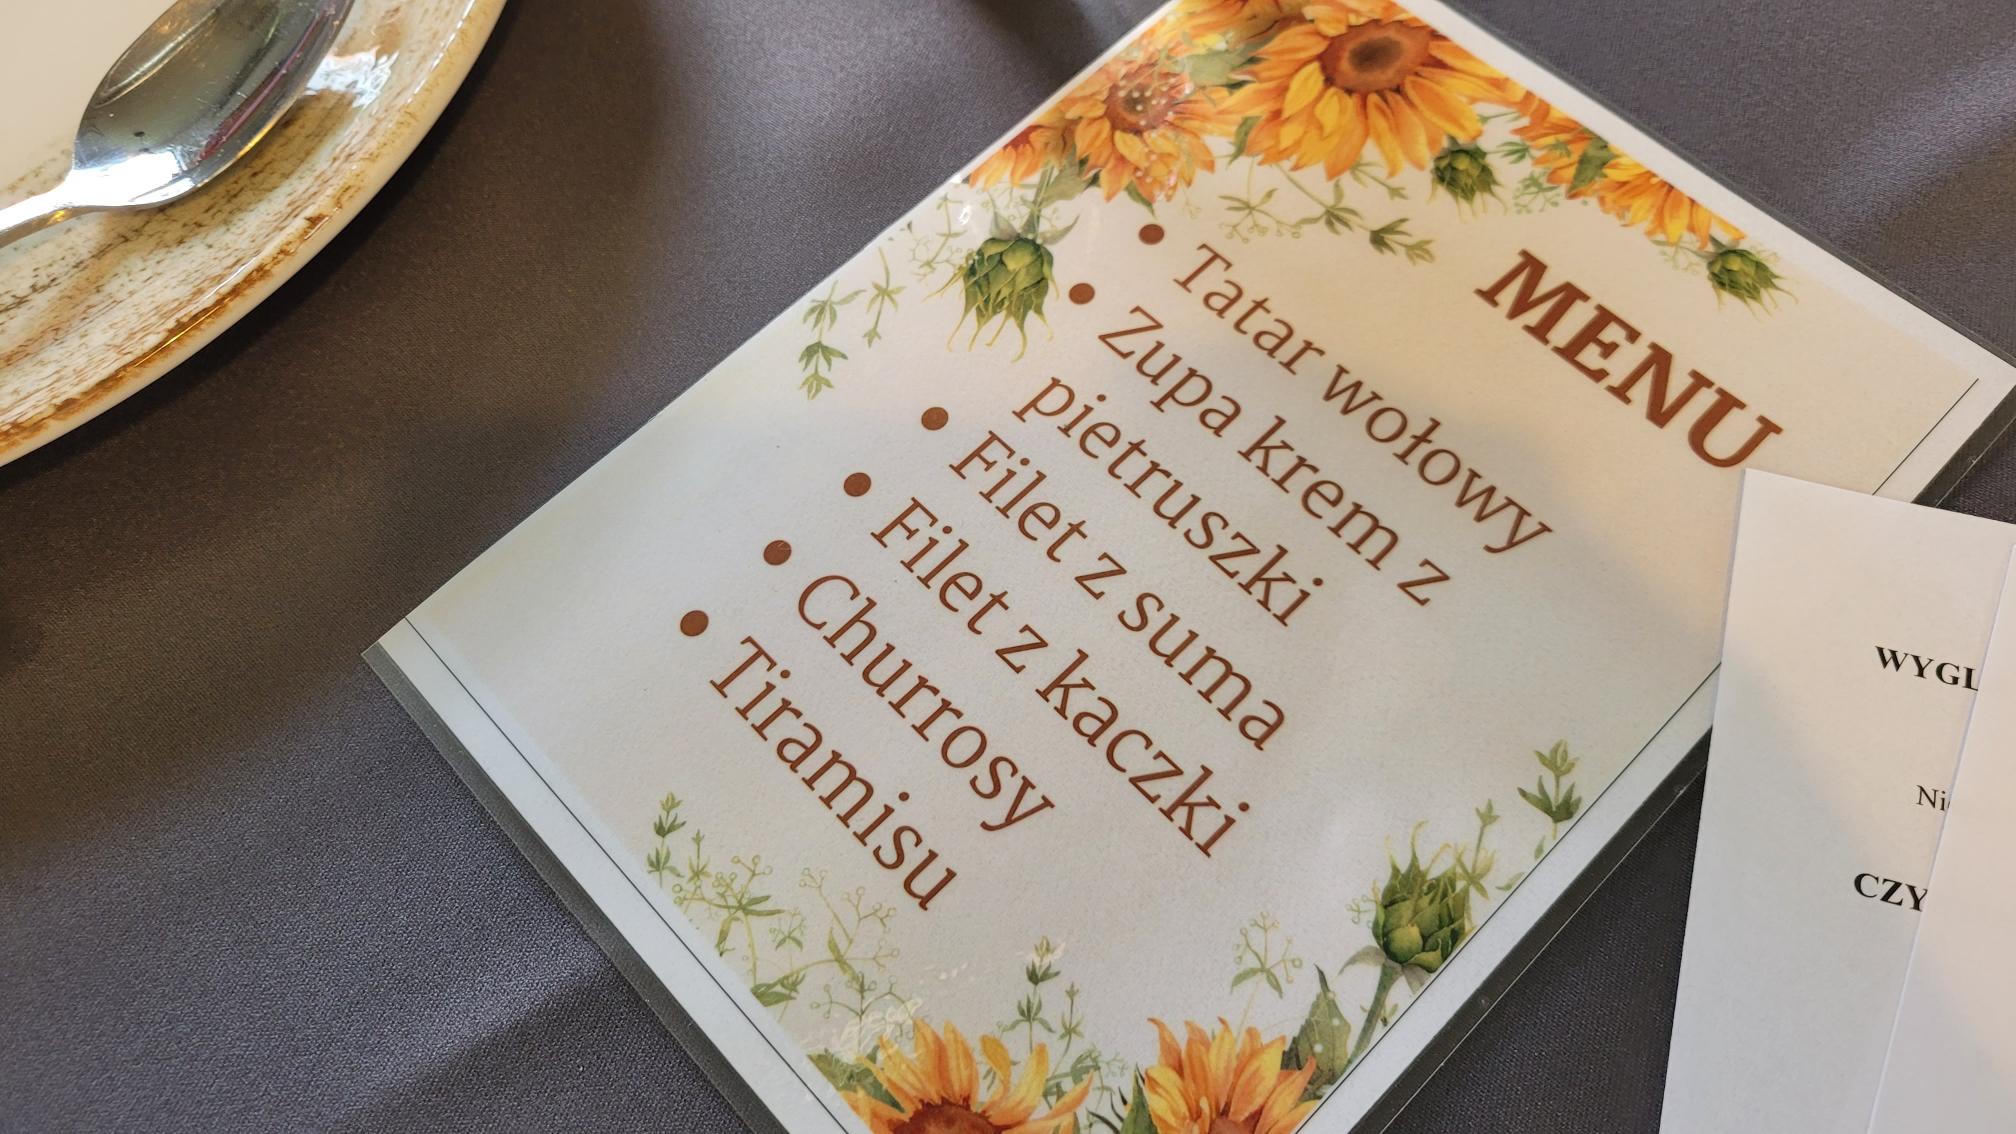 MENU
• Tatar wołowy
• Zupa krem z
pietruszki
• Filet z suma
• Filet z kaczki
• Churrosy
• Tiramisu
WYGL
Ni
CZY